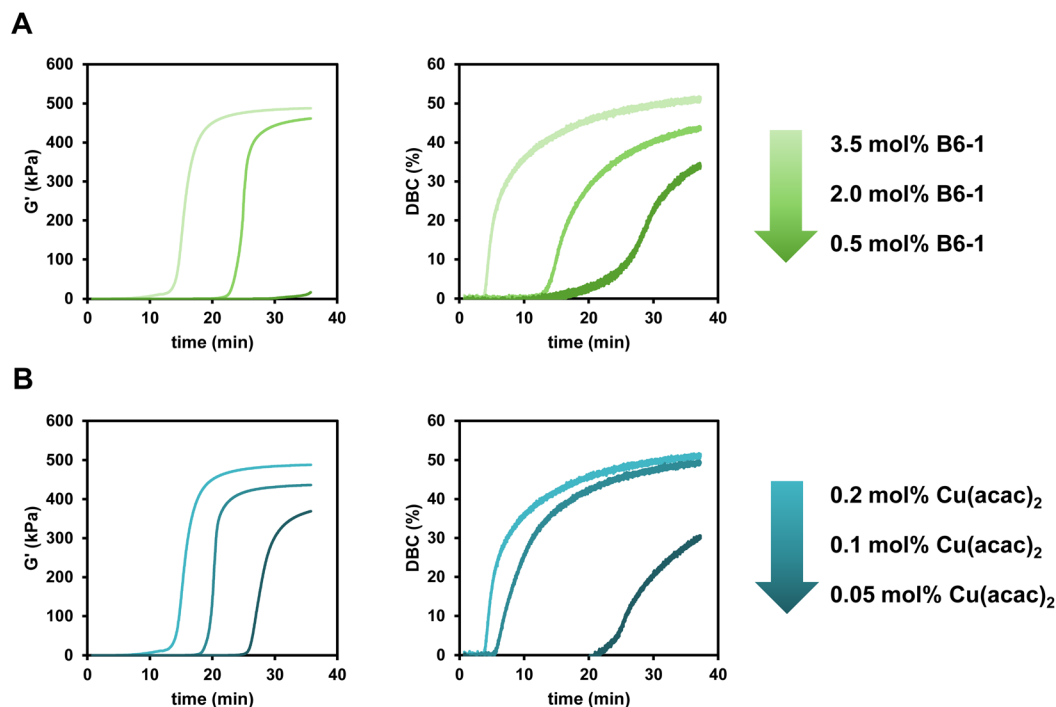 A
G' (kPa)
600
500
400
300
200
100
0
0 10 20 30 40
time (min)
DBC (%)
60
50
40
30
20
10
0
0 10 20 30 40
time (min)
3.5 mol% B6-1
2.0 mol% B6-1
0.5 mol% B6-1
B
G' (kPa)
600
500
400
300
200
100
0
0 10 20 30 40
time (min)
DBC (%)
60
50
40
30
20
10
0
0 10 20 30 40
time (min)
0.2 mol% Cu(acac)₂
0.1 mol% Cu(acac)₂
0.05 mol% Cu(acac)₂